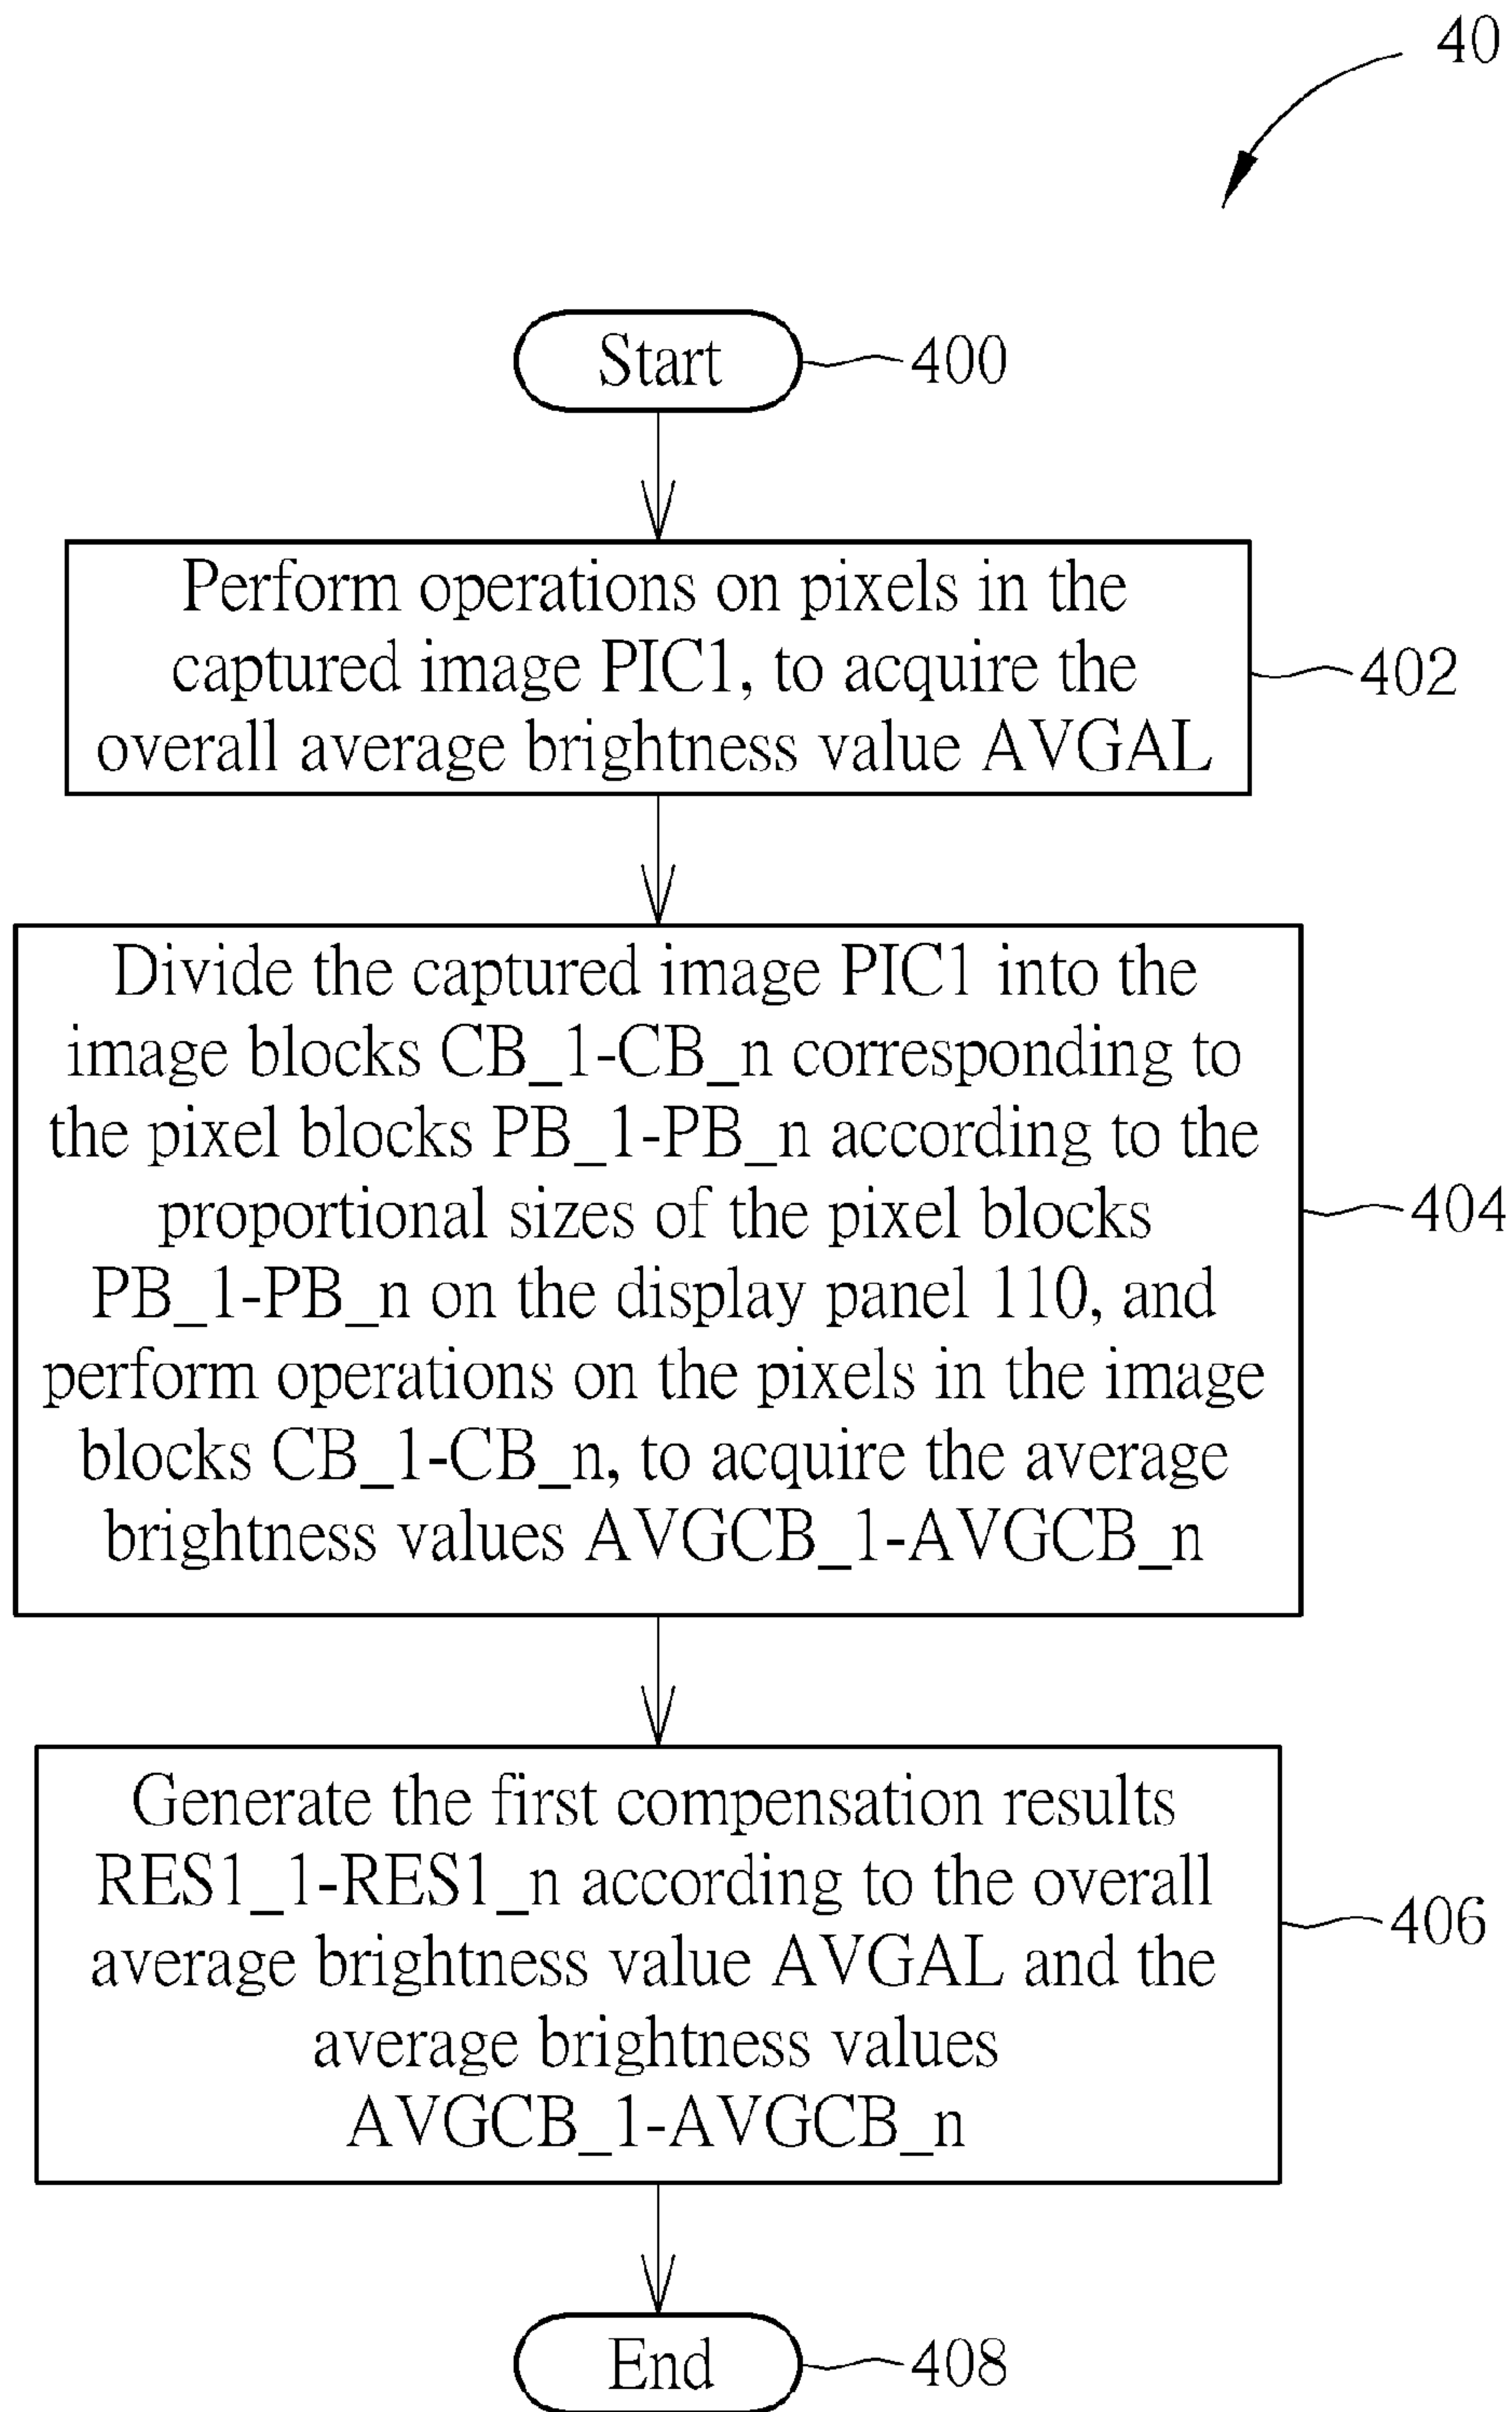 40
Start
400
Perform operations on pixels in the
captured image PIC1, to acquire the
overall average brightness value AVGAL
402
Divide the captured image PIC1 into the
image blocks CB_1-CB_n corresponding to
the pixel blocks PB_1-PB_n according to the
proportional sizes of the pixel blocks
PB_1-PB_n on the display panel 110, and
perform operations on the pixels in the image
blocks CB_1-CB_n, to acquire the average
brightness values AVGCB_1-AVGCB_n
404
Generate the first compensation results
RES1_1-RES1_n according to the overall
average brightness value AVGAL and the
average brightness values
AVGCB_1-AVGCB_n
406
End
408